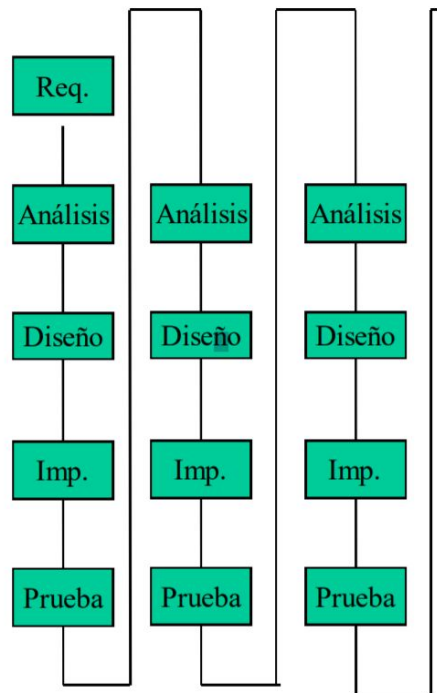 Req.
Análisis
Diseño
Imp.
Prueba
Análisis
Diseño
Imp.
Prueba
Análisis
Diseño
Imp.
Prueba